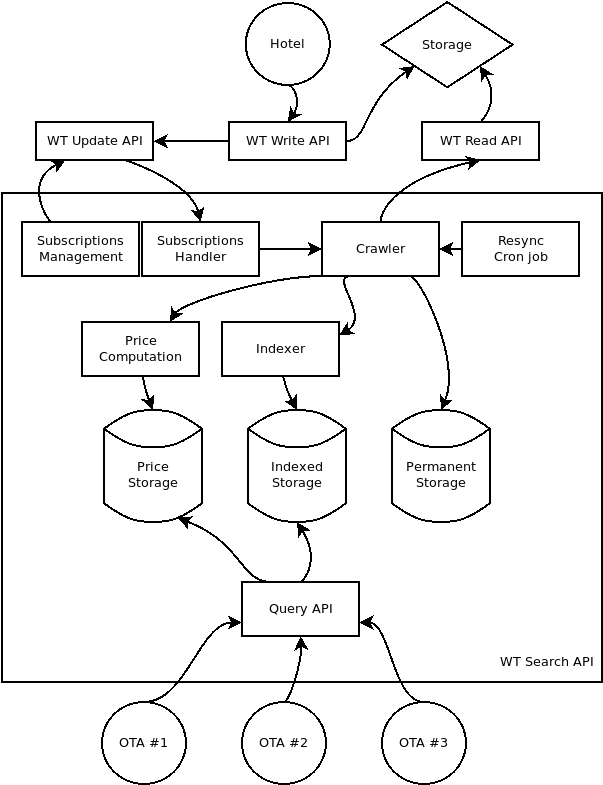 Hotel
Storage
WT Update API
WT Write API
WT Read API
Subscriptions
Management
Subscriptions
Handler
Crawler
Resync
Cron job
Price
Computation
Indexer
Price
Storage
Indexed
Storage
Permanent
Storage
Query API
WT Search API
OTA #1
OTA #2
OTA #3